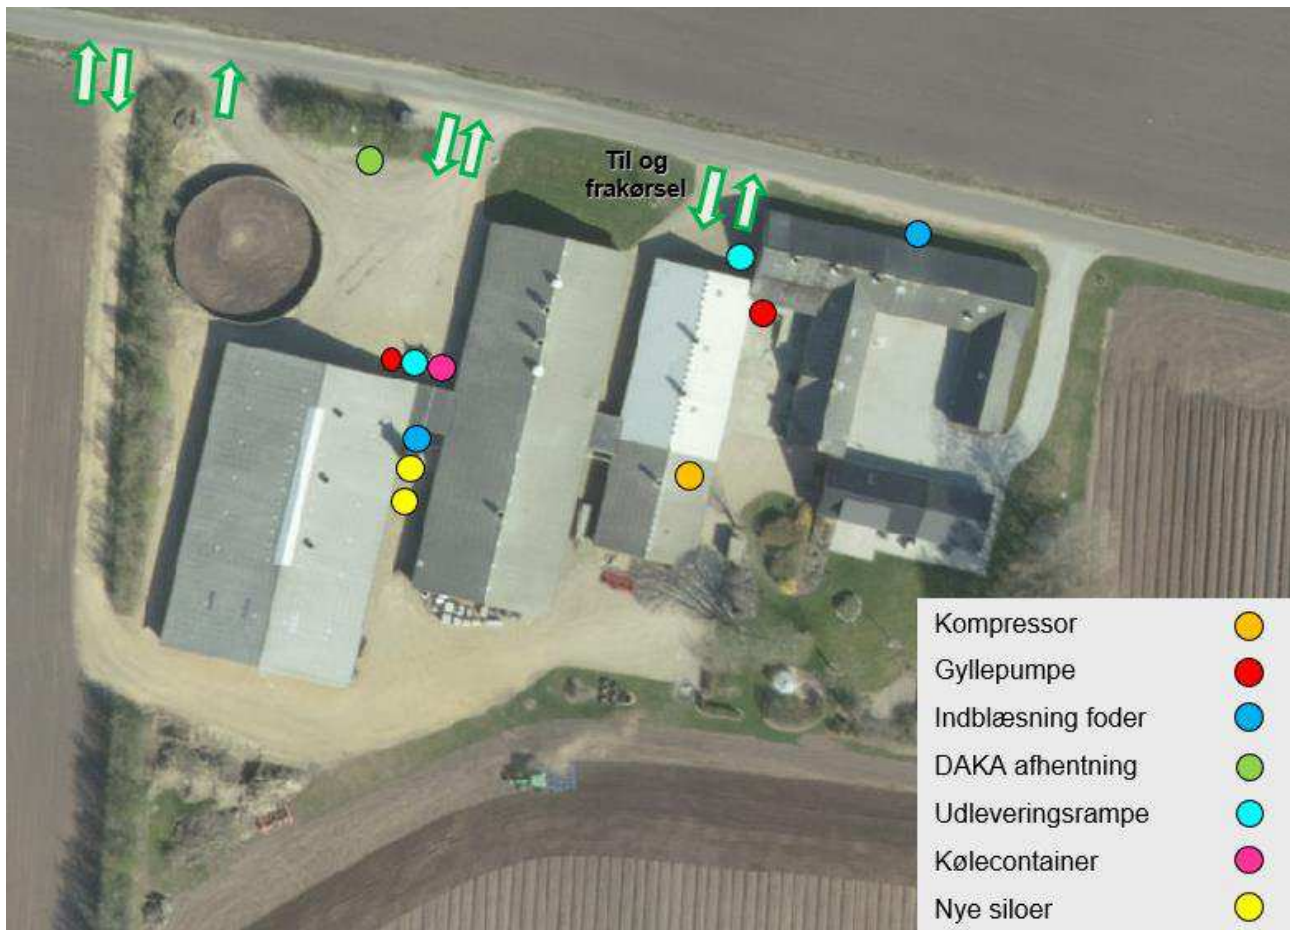 Til og
frakørsel
Kompressor
Gyllepumpe
Indblæsning foder
DAKA afhentning
Udleveringsrampe
Kølecontainer
Nye siloer